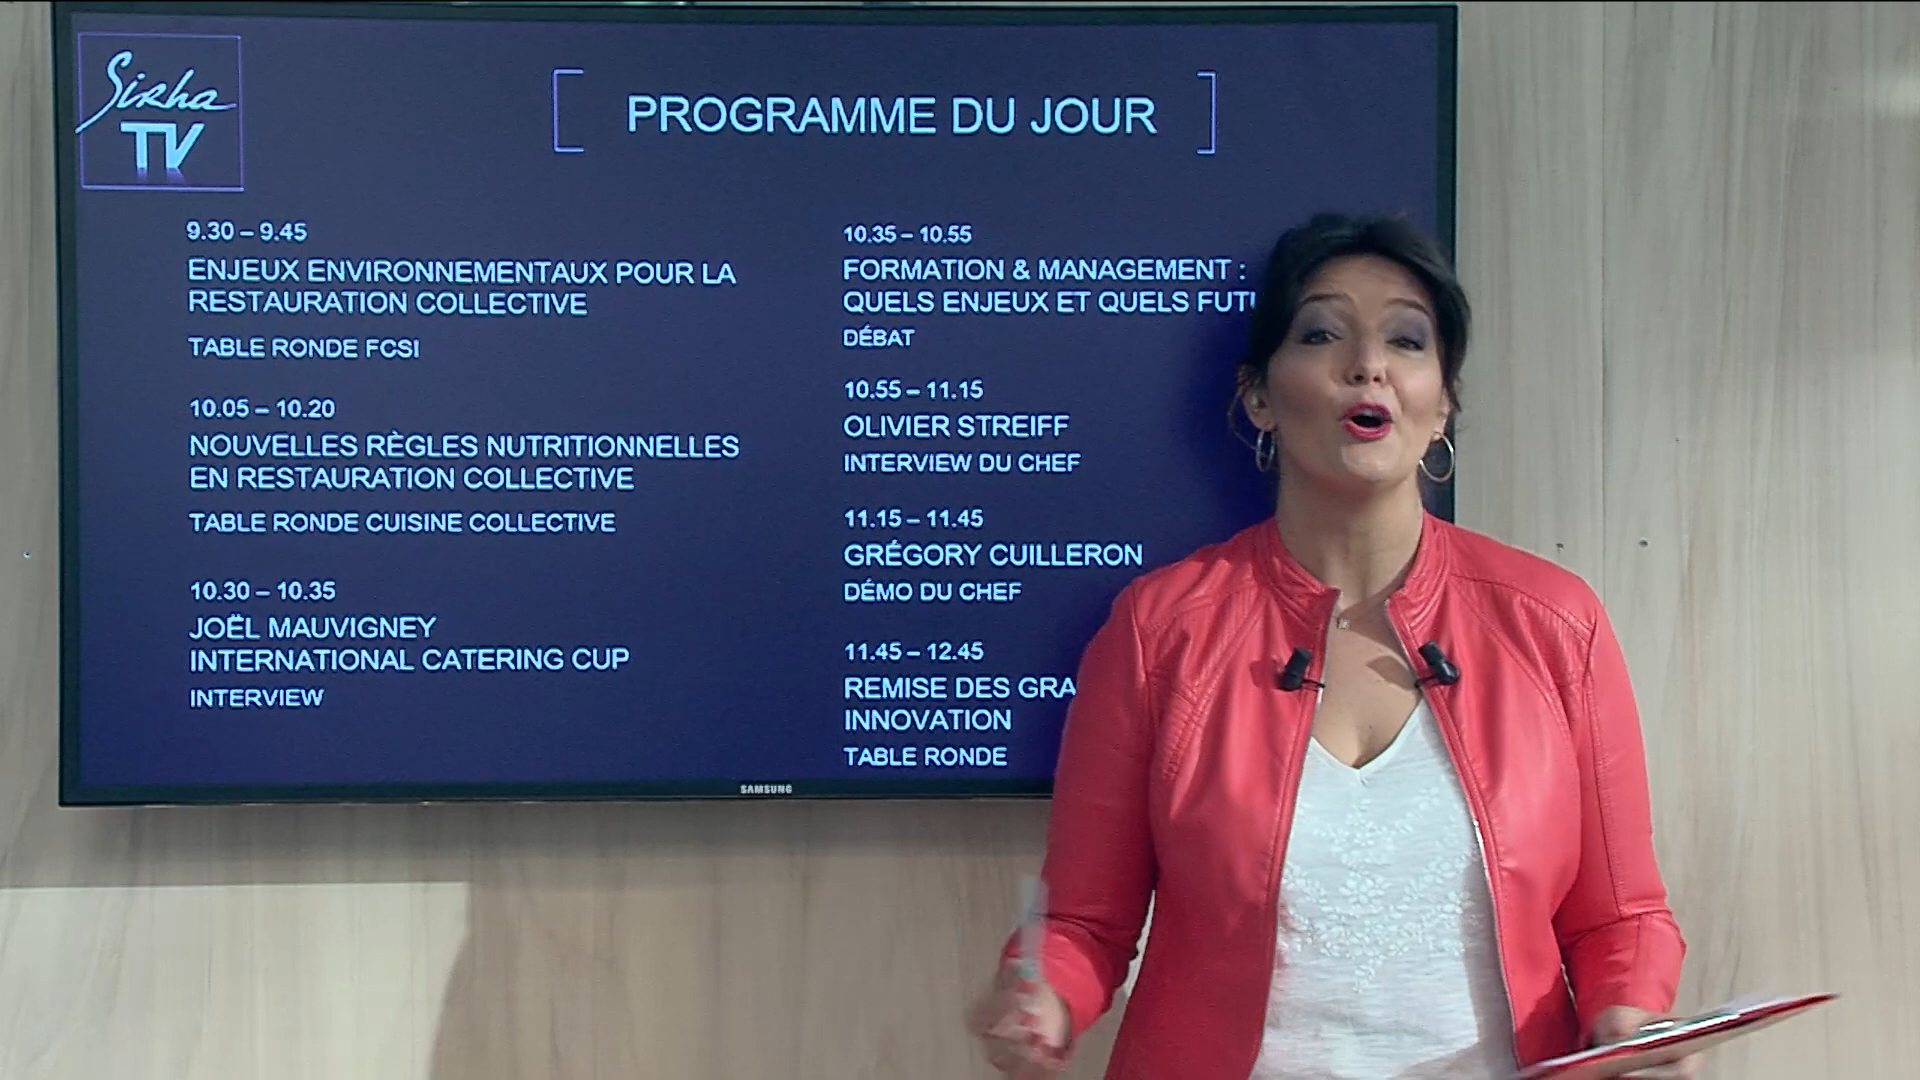 Sirha
TV
PROGRAMME DU JOUR
9.30 – 9.45
ENJEUX ENVIRONNEMENTAUX POUR LA
RESTAURATION COLLECTIVE
TABLE RONDE FCSI
10.05 – 10.20
NOUVELLES RÈGLES NUTRITIONNELLES
EN RESTAURATION COLLECTIVE
TABLE RONDE CUISINE COLLECTIVE
10.30 – 10.35
JOËL MAUVIGNEY
INTERNATIONAL CATERING CUP
INTERVIEW
10.35 – 10.55
FORMATION & MANAGEMENT :
QUELS ENJEUX ET QUELS
DÉBAT
10.55 – 11.15
OLIVIER STREIFF
INTERVIEW DU CHEF
11.15 – 11.45
GRÉGORY CUILLERON
DÉMO DU CHEF
11.45 – 12.45
REMISE DES
INNOVATION
TABLE RONDE
SAMSUNG